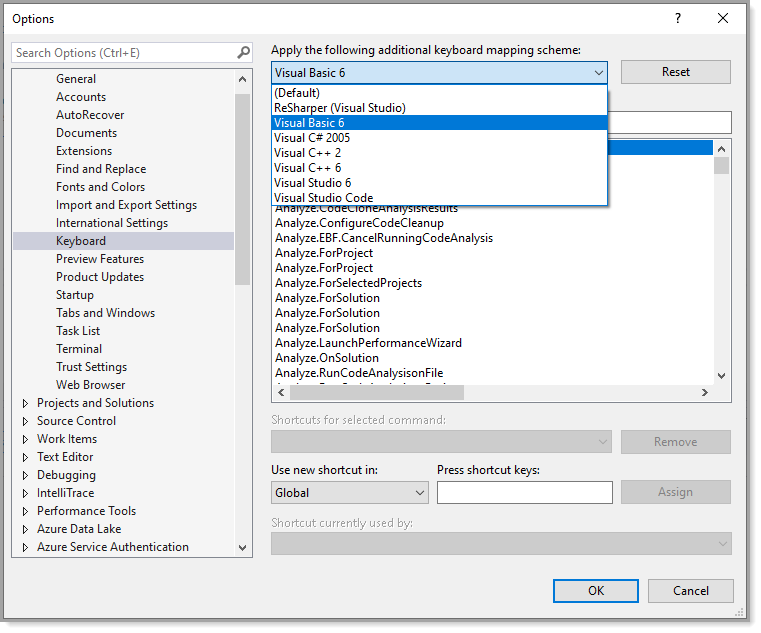 Options
?
Search Options (Ctrl+E)
General
Accounts
AutoRecover
Documents
Extensions
Find and Replace
Fonts and Colors
Import and Export Settings
International Settings
Keyboard
Preview Features
Product Updates
Startup
Tabs and Windows
Task List
Terminal
Trust Settings
Web Browser
Projects and Solutions
Source Control
Work Items
Text Editor
Debugging
IntelliTrace
Performance Tools
Azure Data Lake
Azure Service Authentication
Apply the following additional keyboard mapping scheme:
Visual Basic 6
Reset
(Default)
ReSharper (Visual Studio)
Visual Basic 6
Visual C# 2005
Visual C++ 2
Visual C++ 6
Visual Studio 6
Visual Studio Code
Analyze.CodeCloneAnalysisResults
Analyze.ConfigureCodeCleanup
Analyze.EBF.CancelRunningCodeAnalysis
Analyze.ForProject
Analyze.ForProject
Analyze.ForSelectedProjects
Analyze.ForSolution
Analyze.ForSolution
Analyze.ForSolution
Analyze.LaunchPerformanceWizard
Analyze.OnSolution
Analyze.RunCodeAnalysisonFile
Shortcuts for selected command:
Remove
Use new shortcut in:
Press shortcut keys:
Global
Assign
Shortcut currently used by:
OK
Cancel